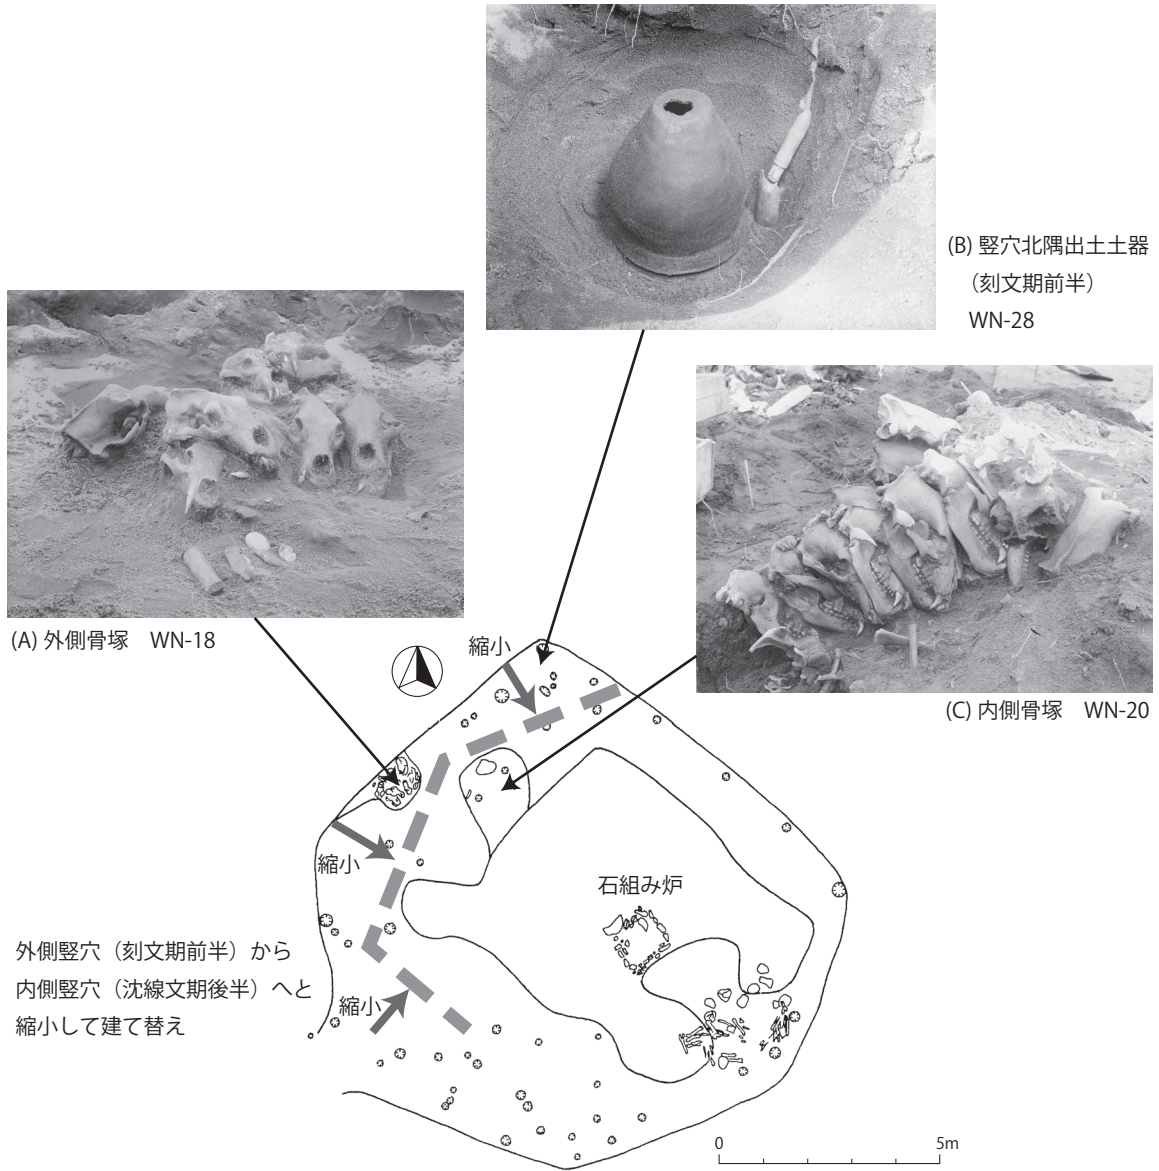 (B) 竪穴北隅出土土器
（刻文期前半）
WN-28
(A) 外側骨塚　WN-18
(C) 内側骨塚　WN-20
縮小
縮小
石組み炉
外側竪穴（刻文期前半）から
内側竪穴（沈線文期後半）へと
縮小して建て替え
縮小
0
5m